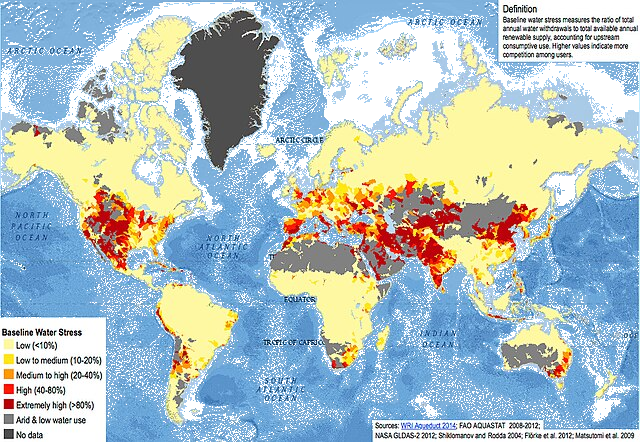 Definition
Baseline water stress measures the ratio of total
annual water withdrawals to total available annual
renewable supply, accounting for upstream
consumptive use. Higher values indicate more
competition among users.
ARCTIC OCEAN
ARCTIC OCEAN
ARCTIC CIRCLE
NORTH
PACIFIC
OCEAN
NORTH
ATLANTIC
OCEAN
EQUATOR
INDIAN
OCEAN
TROPIC OF CAPRIC
SOUTH
ATLANTIC
OCEAN
Baseline Water Stress
Low (<10%)
Low to medium (10-20%)
Medium to high (20-40%)
High (40-80%)
Extremely high (>80%)
Arid & low water use
No data
Sources: WRI Aqueduct 2014; FAO AQUASTAT 2008-2012;
NASA GLDAS-2 2012; Shiklomanov and Rodda 2004; Flörke et al. 2012; Matsutomi et al. 2009